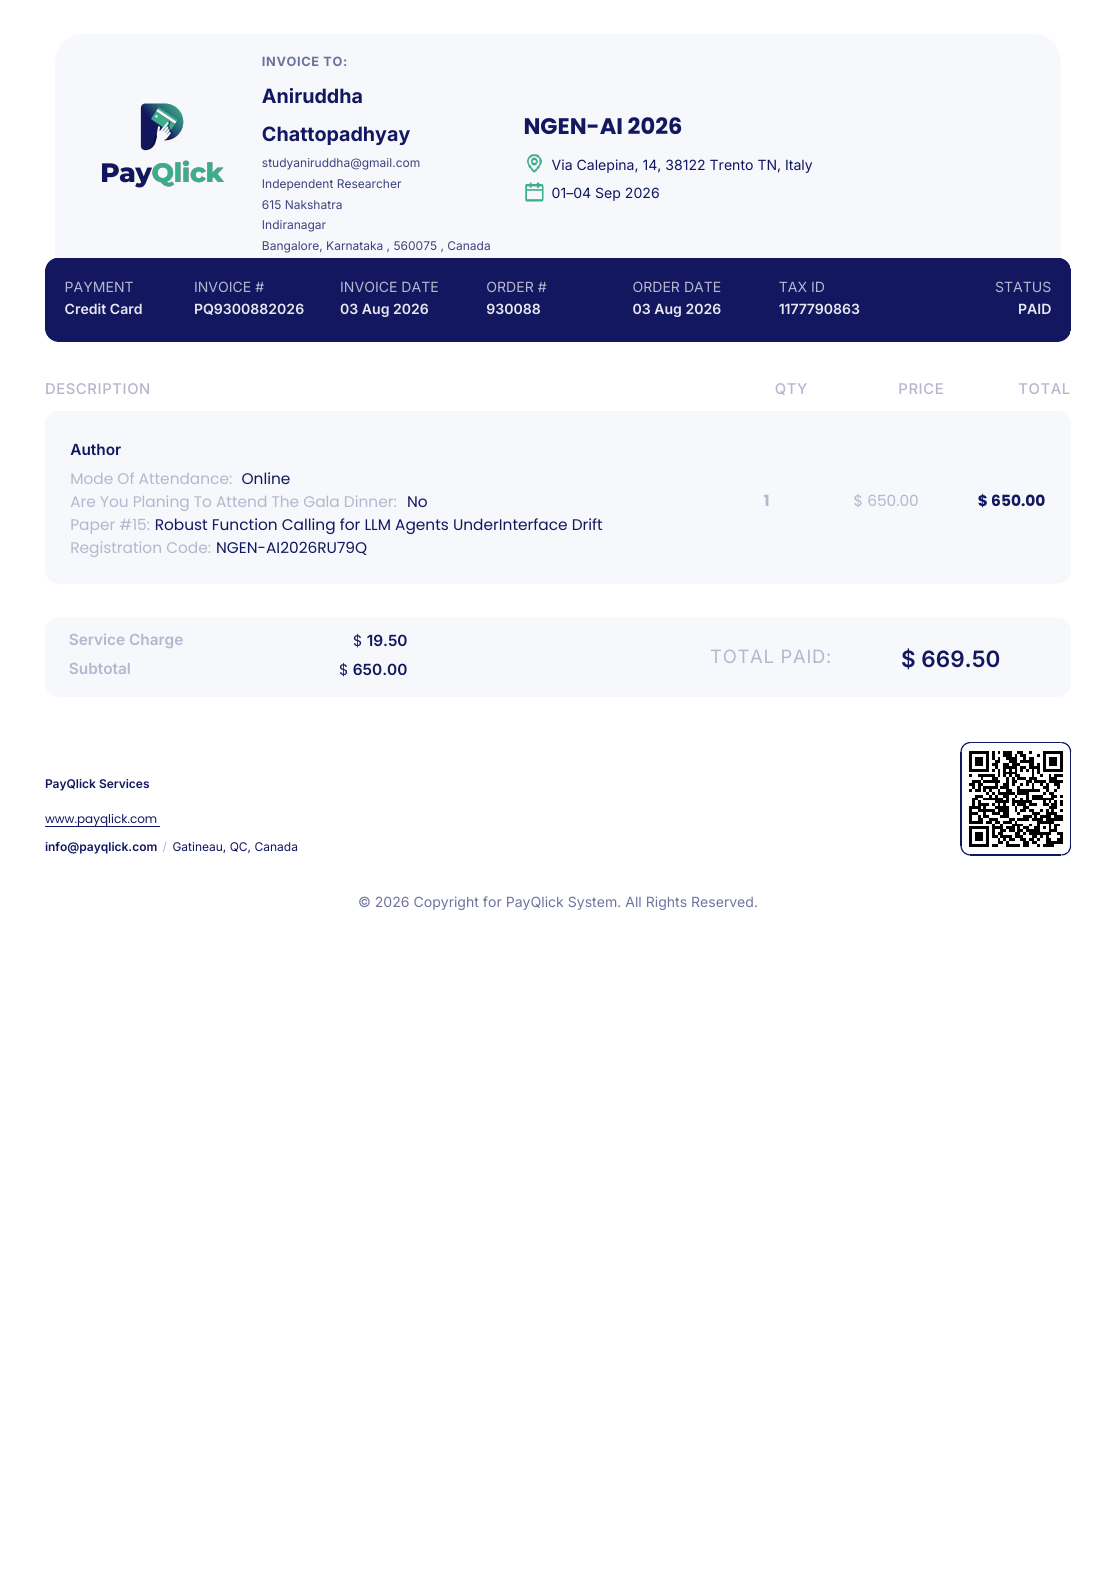 INVOICE TO:
Aniruddha
Chattopadhyay
studyaniruddha@gmail.com
Independent Researcher
615 Nakshatra
Indiranagar
Bangalore, Karnataka , 560075 , Canada
PayQlick
NGEN-AI 2026
Via Calepina, 14, 38122 Trento TN, Italy
01–04 Sep 2026
PAYMENT INVOICE # INVOICE DATE ORDER # ORDER DATE TAX ID STATUS
Credit Card PQ9300882026 03 Aug 2026 930088 03 Aug 2026 1177790863 PAID
DESCRIPTION QTY PRICE TOTAL
Author
Mode Of Attendance: Online
Are You Planing To Attend The Gala Dinner: No
1 $ 650.00 $ 650.00
Paper #15: Robust Function Calling for LLM Agents UnderInterface Drift
Registration Code: NGEN-AI2026RU79Q
Service Charge $ 19.50
Subtotal $ 650.00
TOTAL PAID: $ 669.50
PayQlick Services
www.payqlick.com
info@payqlick.com / Gatineau, QC, Canada
© 2026 Copyright for PayQlick System. All Rights Reserved.